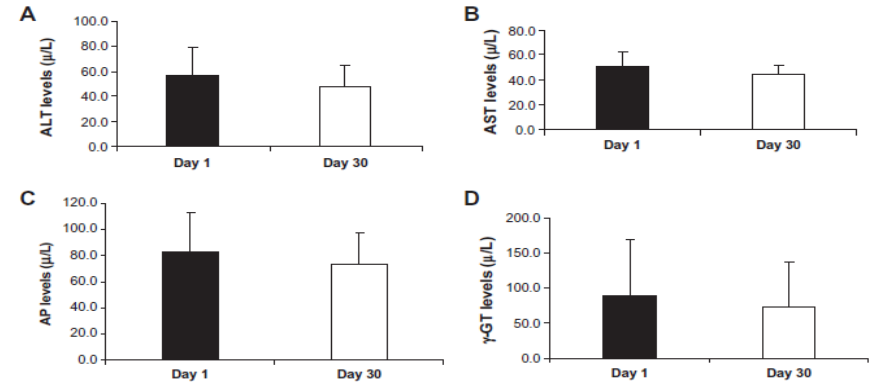 A
ALT levels (µ/L)
100.0
80.0
60.0
40.0
20.0
0.0
Day 1
Day 30
B
AST levels (µ/L)
80.0
60.0
40.0
20.0
0.0
Day 1
Day 30
C
AP levels (µ/L)
120.0
100.0
80.0
60.0
40.0
20.0
0.0
Day 1
Day 30
D
γ-GT levels (µ/L)
200.0
150.0
100.0
50.0
0.0
Day 1
Day 30